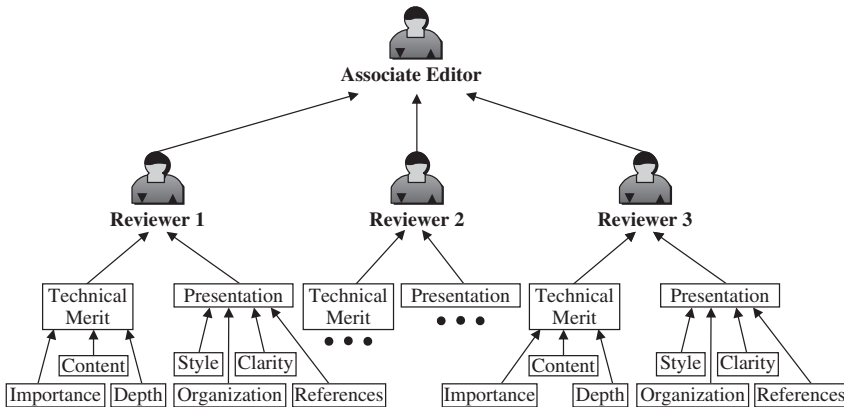 Associate Editor
Reviewer 1
Reviewer 2
Reviewer 3
Technical
Merit
Presentation
Technical
Merit
Presentation
Technical
Merit
Presentation
Content
Style
Clarity
Content
Style
Clarity
Importance
Depth
Organization
References
Importance
Depth
Organization
References